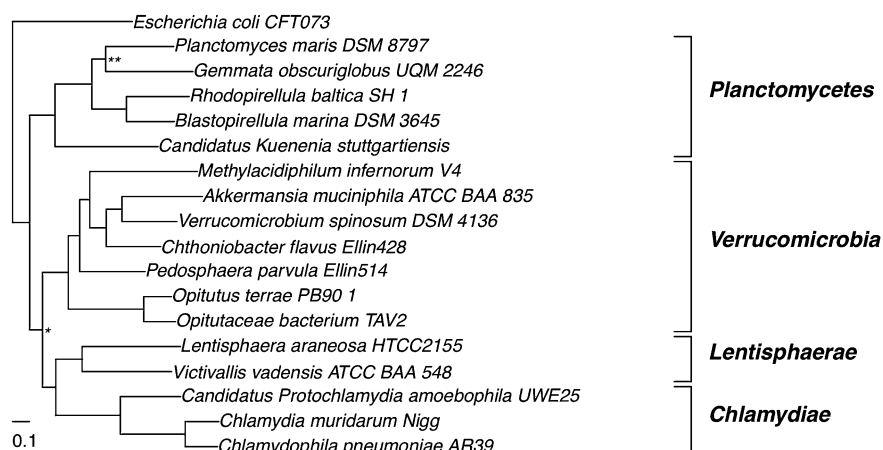 Escherichia coli CFT073
Planctomyces maris DSM 8797
**
Gemmata obscuriglobus UQM 2246
Planctomycetes
Rhodopirellula baltica SH 1
Blastopirellula marina DSM 3645
Candidatus Kuenenia stuttgartiensis
Methylacidiphilum infernorum V4
Akkermansia muciniphila ATCC BAA 835
Verrucomicrobium spinosum DSM 4136
Verrucomicrobia
Chthoniobacter flavus Ellin428
Pedosphaera parvula Ellin514
Opitutus terrae PB90 1
Opitutaceae bacterium TAV2
*
Lentisphaera araneosa HTCC2155
Lentisphaerae
Victivallis vadensis ATCC BAA 548
Candidatus Protochlamydia amoebophila UWE25
Chlamydiae
Chlamydia muridarum Nigg
0.1
Chlamydophila pneumoniae AR39